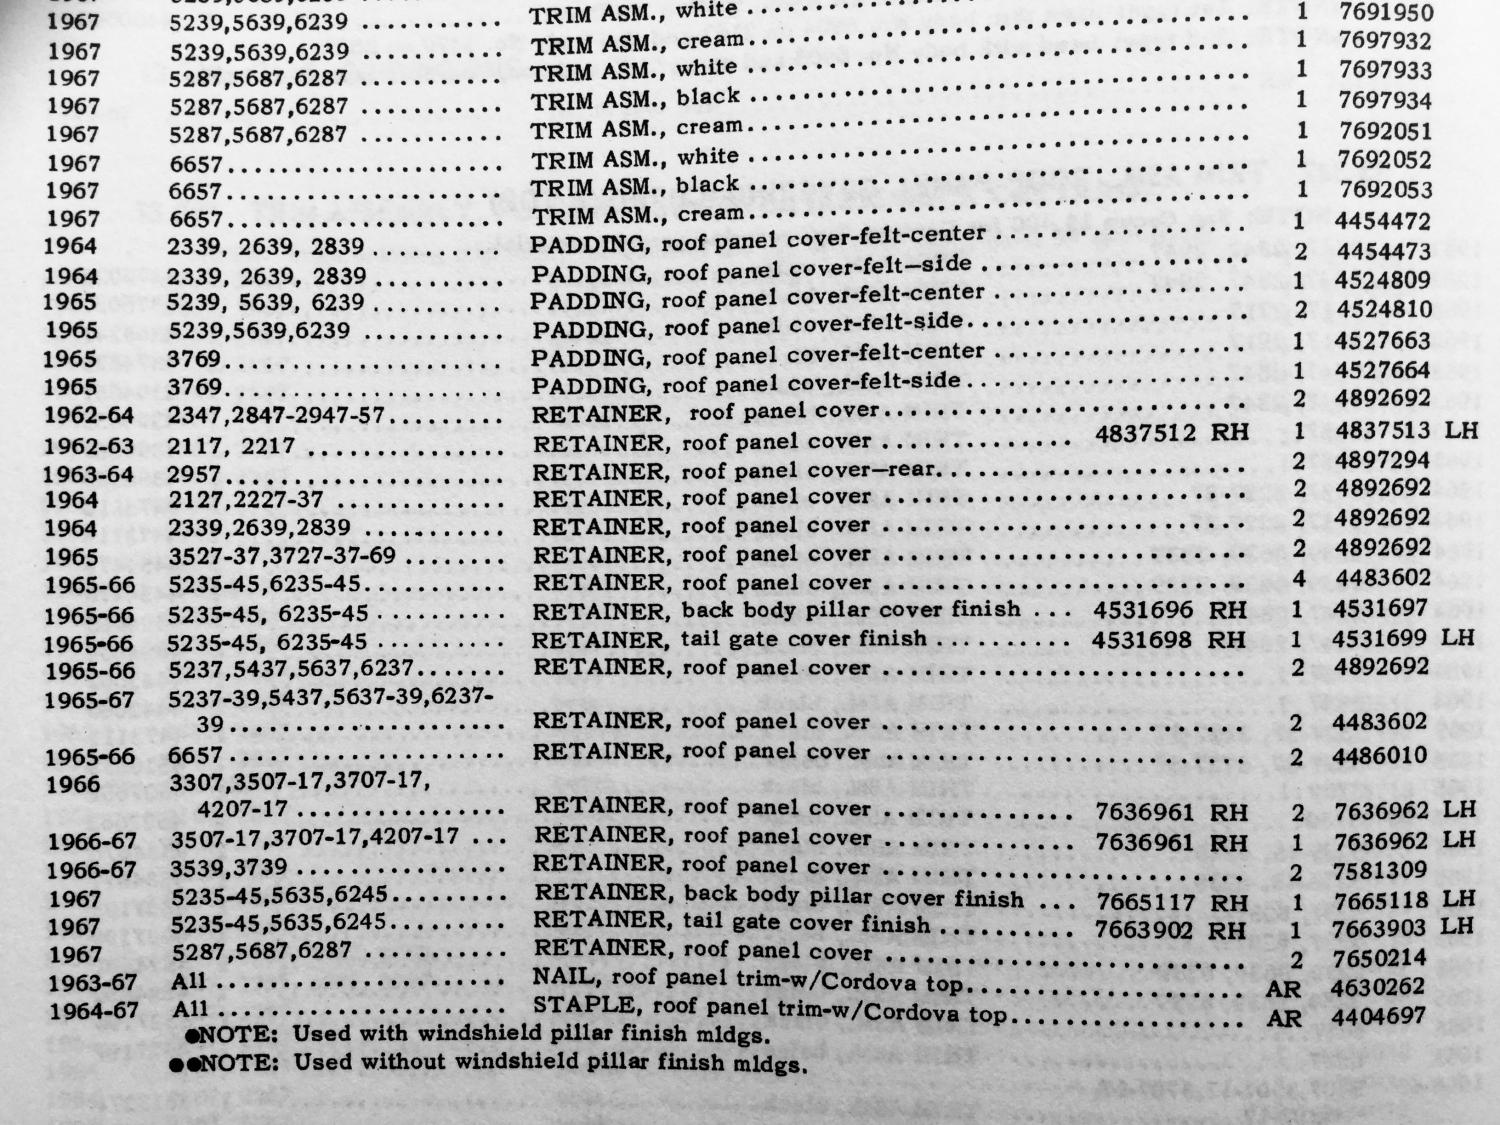 1967 5239,5639,6239 .......... TRIM ASM., white ..............................
1967 5239,5639,6239 .......... TRIM ASM., cream.............................. 1 7691950
1967 5287,5687,6287 .......... TRIM ASM., white .............................. 1 7697932
1967 5287,5687,6287 .......... TRIM ASM., black .............................. 1 7697933
1967 5287,5687,6287 .......... TRIM ASM., cream.............................. 1 7697934
1967 6657..................... TRIM ASM., white .............................. 1 7692051
1967 6657..................... TRIM ASM., black .............................. 1 7692052
1967 6657..................... TRIM ASM., cream.............................. 1 7692053
1964 2339, 2639, 2839 ......... PADDING, roof panel cover-felt-center ............... 1 4454472
1964 2339, 2639, 2839 ......... PADDING, roof panel cover-felt—side ................ 2 4454473
1965 5239, 5639, 6239 ......... PADDING, roof panel cover-felt-center ............... 1 4524809
1965 5239,5639,6239 .......... PADDING, roof panel cover-felt-side................. 2 4524810
1965 3769..................... PADDING, roof panel cover-felt-center ............... 1 4527663
1965 3769..................... PADDING, roof panel cover-felt-side................. 1 4527664
1962-64 2347,2847-2947-57........ RETAINER, roof panel cover....................... 2 4892692
1962-63 2117, 2217 ............... RETAINER, roof panel cover ............ 4837512 RH 1 4837513 LH
1963-64 2957..................... RETAINER, roof panel cover—rear................... 2 4897294
1964 2127,2227-37 ............. RETAINER, roof panel cover ....................... 2 4892692
1964 2339,2639,2839 ........... RETAINER, roof panel cover ....................... 2 4892692
1965 3527-37,3727-37-69 ........ RETAINER, roof panel cover ....................... 2 4892692
1965-66 5235-45,6235-45........... RETAINER, roof panel cover ....................... 4 4483602
1965-66 5235-45, 6235-45 .......... RETAINER, back body pillar cover finish ... 4531696 RH 1 4531697
1965-66 5235-45, 6235-45 .......... RETAINER, tail gate cover finish .......... 4531698 RH 1 4531699 LH
1965-66 5237,5437,5637,6237....... RETAINER, roof panel cover ....................... 2 4892692
1965-67 5237-39,5437,5637-39,6237-
39..................... RETAINER, roof panel cover ....................... 2 4483602
1965-66 6657..................... RETAINER, roof panel cover ....................... 2 4486010
1966 3307,3507-17,3707-17,
4207-17 ................ RETAINER, roof panel cover ............ 7636961 RH 2 7636962 LH
1966-67 3507-17,3707-17,4207-17 ... RETAINER, roof panel cover ............ 7636961 RH 1 7636962 LH
1966-67 3539,3739 ................ RETAINER, roof panel cover ....................... 2 7581309
1967 5235-45,5635,6245......... RETAINER, back body pillar cover finish ... 7665117 RH 1 7665118 LH
1967 5235-45,5635,6245......... RETAINER, tail gate cover finish .......... 7663902 RH 1 7663903 LH
1967 5287,5687,6287 ........... RETAINER, roof panel cover ....................... 2 7650214
1963-67 All ...................... NAIL, roof panel trim-w/Cordova top................. AR 4630262
1964-67 All...................... STAPLE, roof panel trim-w/Cordova top.............. AR 4404697
●NOTE: Used with windshield pillar finish mldgs.
●●NOTE: Used without windshield pillar finish mldgs.